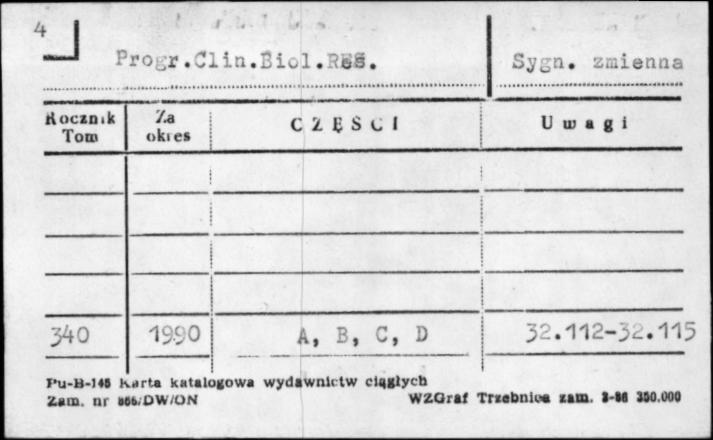 4
Progr.Clin.Biol.Res. Sygn. zmienna
Rocznik Tom Za okres CZĘŚCI Uwagi
340 1990 A, B, C, D 32.112-32.115
Pu-B-145 Karta katalogowa wydawnictw ciągłych
Zam. nr 866/DW/ON WZGraf Trzebnica zam. 3-86 350.000